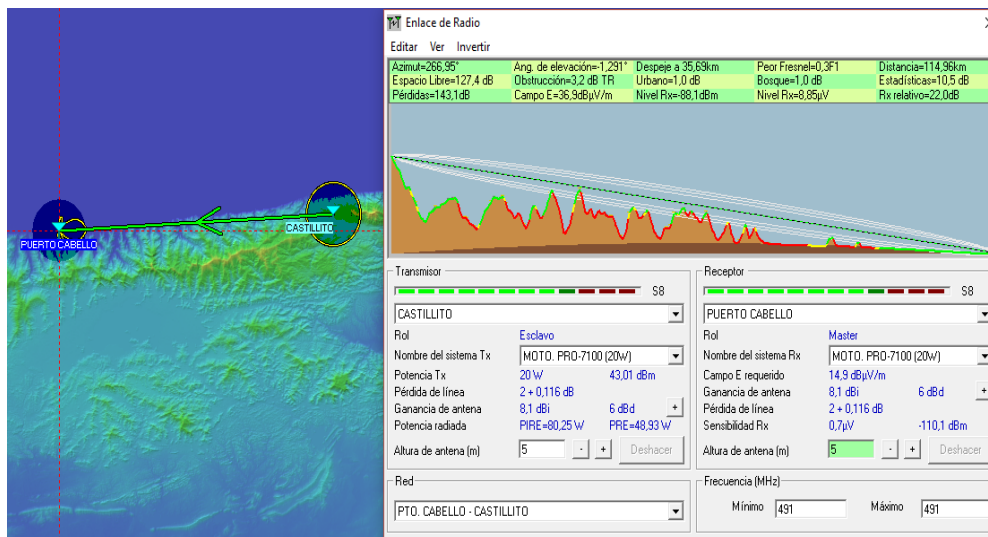 Enlace de Radio
Editar Ver Invertir
Azimut=266,95° Ang. de elevación=-1,291° Despeje a 35,69km Peor Fresnel=0,3F1 Distancia=114,96km
Espacio Libre=127,4 dB Obstrucción=3,2 dB TR Urbano=1,0 dB Bosque=1,0 dB Estadísticas=10,5 dB
Pérdidas=143,1dB Campo E=36,9dBµV/m Nivel Rx=-88,1dBm Nivel Rx=8,85µV Rx relativo=22,0dB
PUERTO CABELLO
CASTILLITO
Transmisor
S8
CASTILLITO
Rol Esclavo
Nombre del sistema Tx MOTO. PRO-7100 (20W)
Potencia Tx 20 W 43,01 dBm
Pérdida de línea 2 + 0,116 dB
Ganancia de antena 8,1 dBi 6 dBd +
Potencia radiada PIRE=80,25 W PRE=48,93 W
Altura de antena (m) 5 - + Deshacer
Red
PTO. CABELLO - CASTILLITO
Receptor
S8
PUERTO CABELLO
Rol Master
Nombre del sistema Rx MOTO. PRO-7100 (20W)
Campo E requerido 14,9 dBµV/m
Ganancia de antena 8,1 dBi 6 dBd +
Pérdida de línea 2 + 0,116 dB
Sensibilidad Rx 0,7µV -110,1 dBm
Altura de antena (m) 5 - + Deshacer
Frecuencia (MHz)
Mínimo 491 Máximo 491